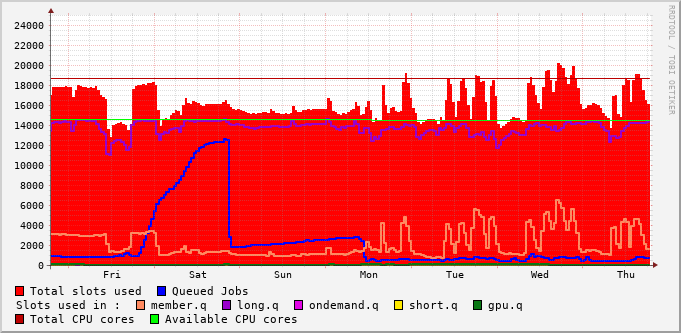 RRDTOOL / TOBI OETIKER
24000
22000
20000
18000
16000
14000
12000
10000
8000
6000
4000
2000
0
Fri Sat Sun Mon Tue Wed Thu
Total slots used Queued Jobs
Slots used in : member.q long.q ondemand.q short.q gpu.q
Total CPU cores Available CPU cores